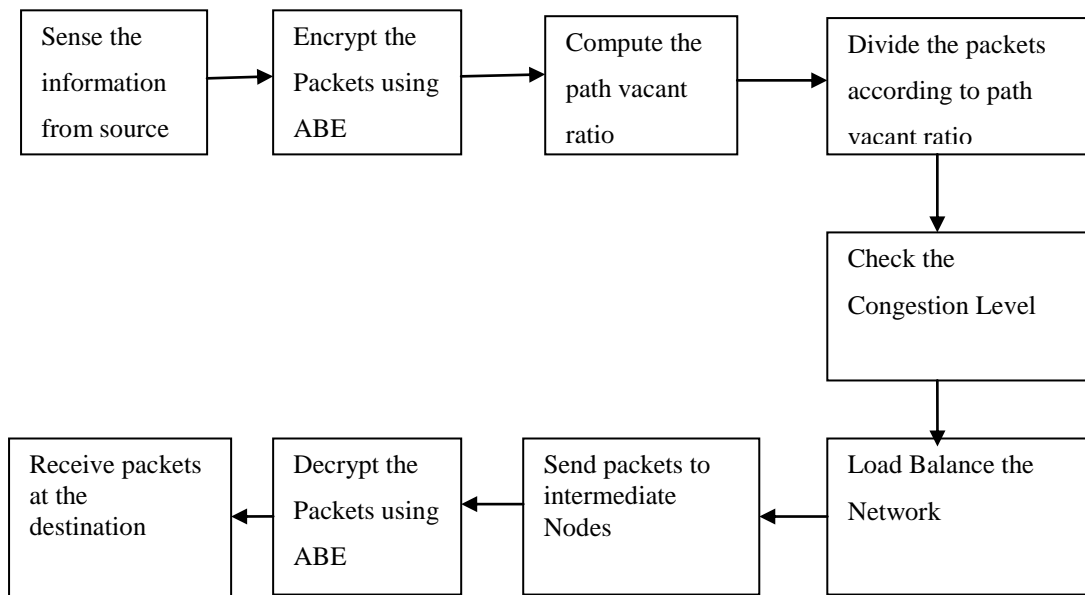 Sense the
information
from source
Encrypt the
Packets using
ABE
Compute the
path vacant
ratio
Divide the packets
according to path
vacant ratio
Check the
Congestion Level
Load Balance the
Network
Send packets to
intermediate
Nodes
Decrypt the
Packets using
ABE
Receive packets
at the
destination